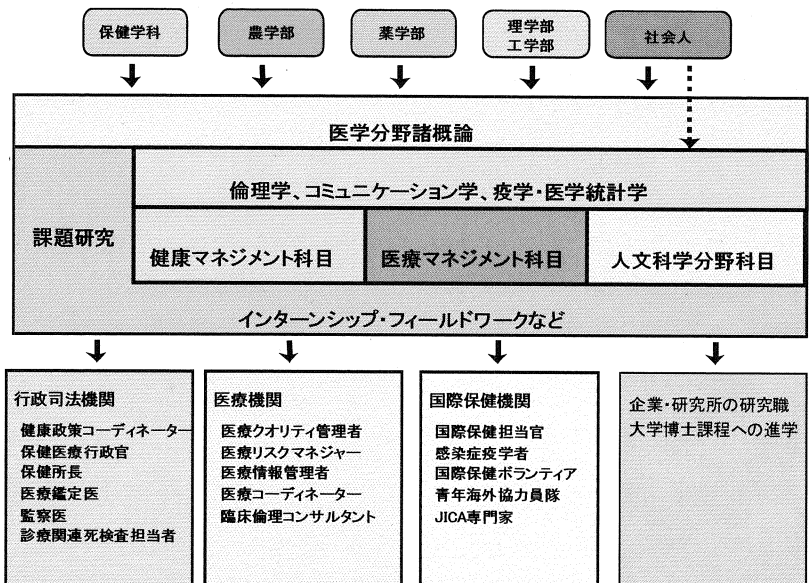 保健学科
農学部
薬学部
理学部
工学部
社会人
医学分野諸概論
倫理学、コミュニケーション学、疫学・医学統計学
課題研究
健康マネジメント科目
医療マネジメント科目
人文科学分野科目
インターンシップ・フィールドワークなど
行政司法機関
健康政策コーディネーター
保健医療行政官
保健所長
医療鑑定医
監察医
診療関連死検査担当者
医療機関
医療クオリティ管理者
医療リスクマネジャー
医療情報管理者
医療コーディネーター
臨床倫理コンサルタント
国際保健機関
国際保健担当官
感染症疫学者
国際保健ボランティア
青年海外協力員隊
JICA専門家
企業・研究所の研究職
大学博士課程への進学